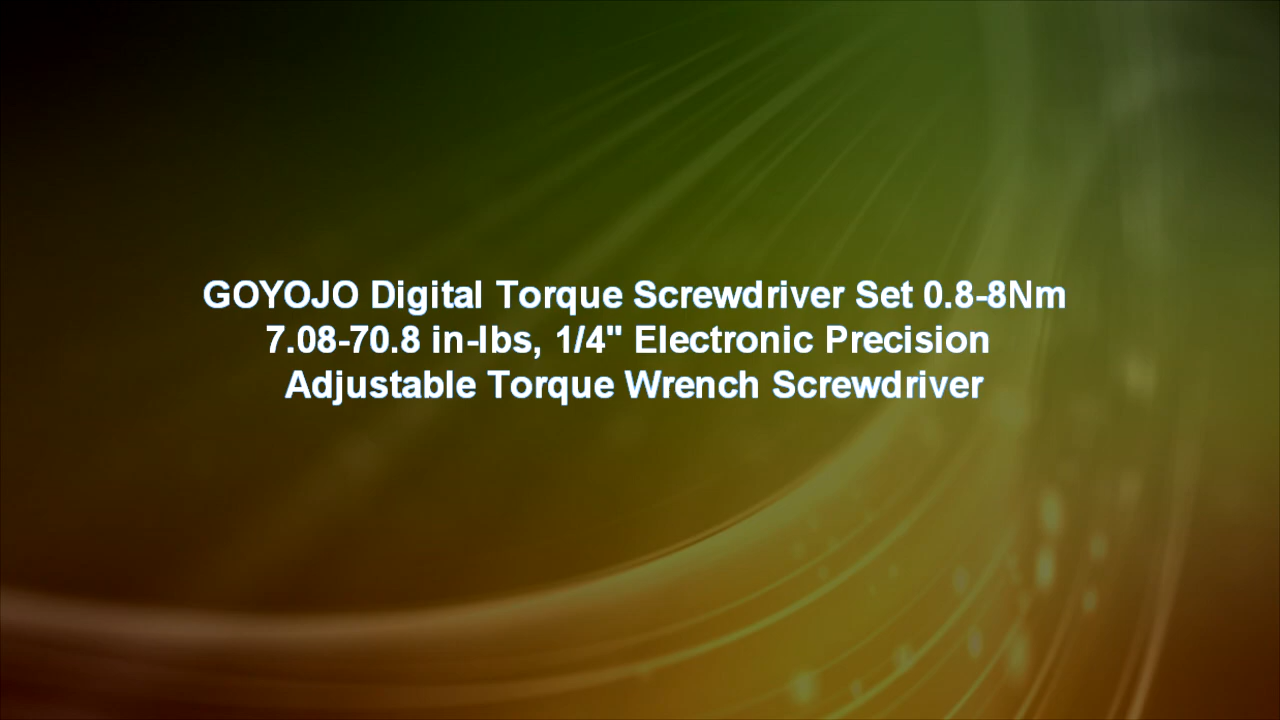 GOYOJO Digital Torque Screwdriver Set 0.8-8Nm
7.08-70.8 in-lbs, 1/4" Electronic Precision
Adjustable Torque Wrench Screwdriver